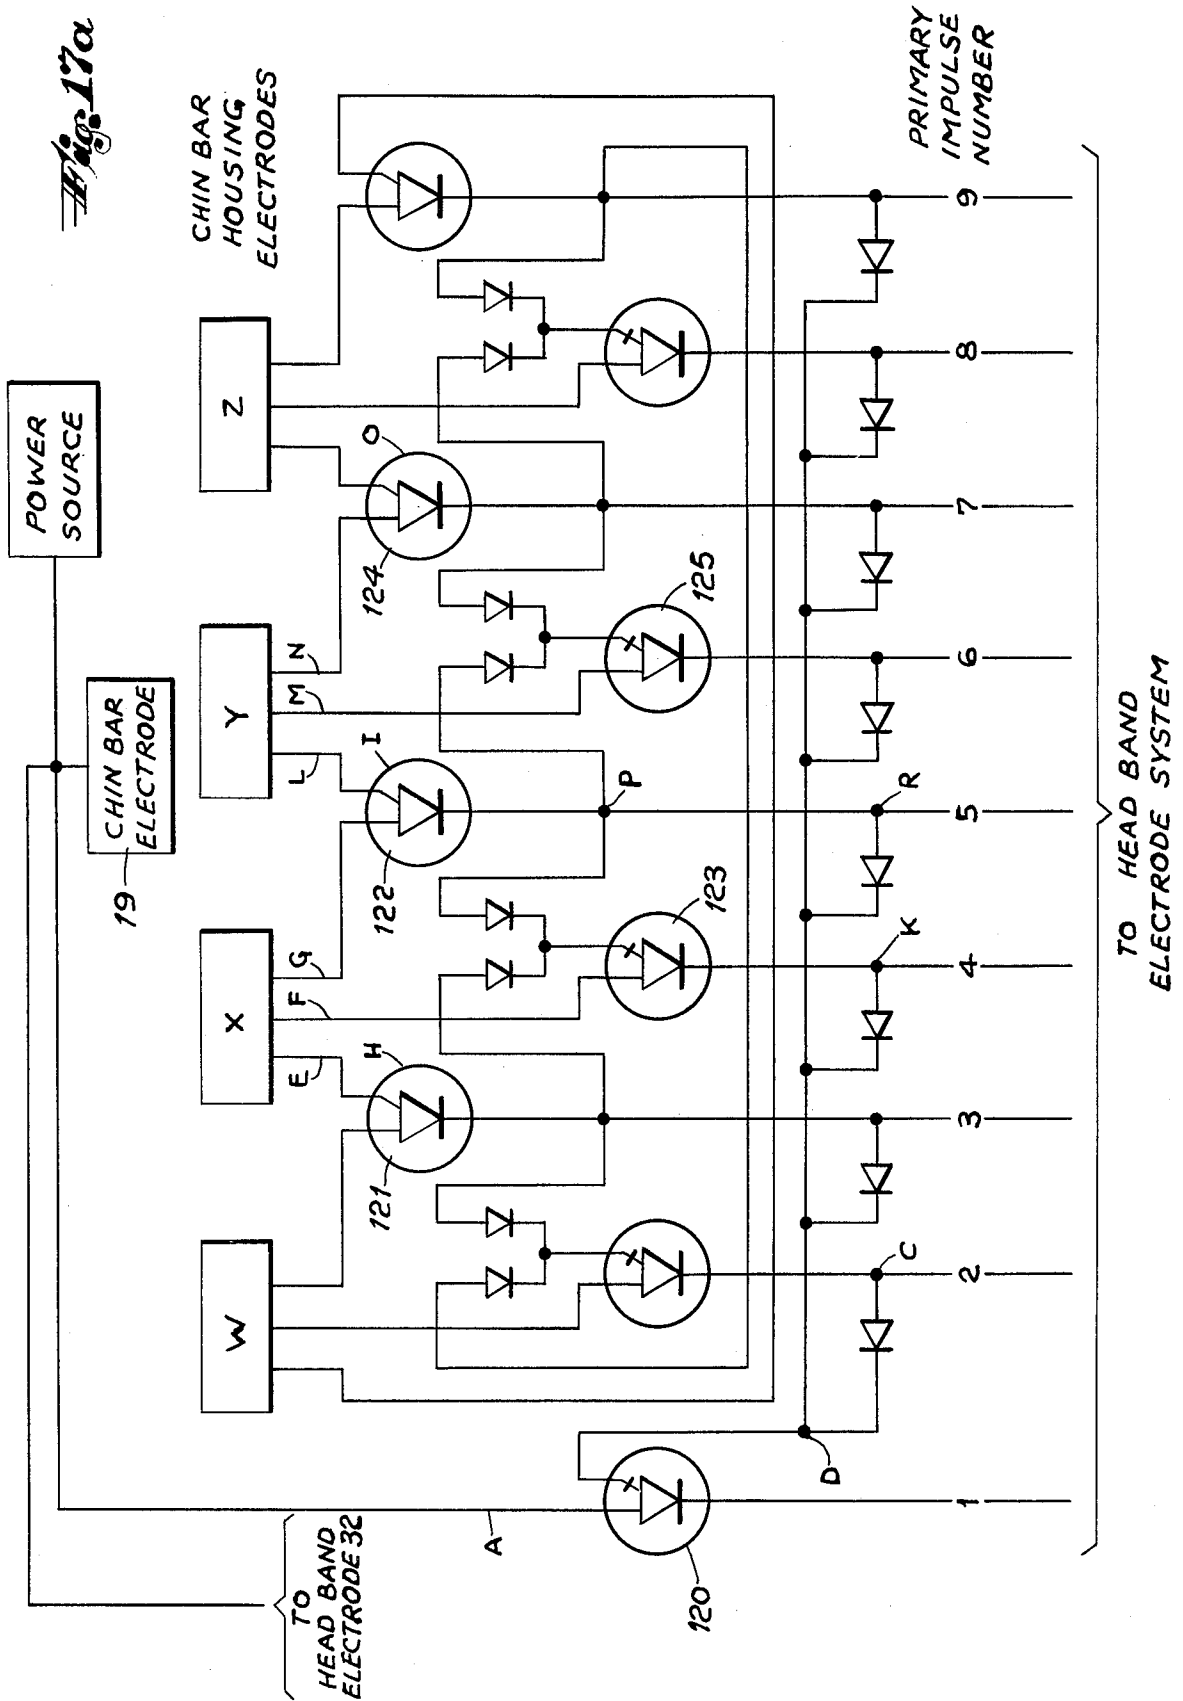 Fig. 17a
POWER
SOURCE
CHIN BAR
ELECTRODE
19
TO
HEAD BAND
ELECTRODE 32
CHIN BAR
HOUSING
ELECTRODES
W
X
Y
Z
E
F
G
L
M
N
121
H
122
I
124
O
A
120
123
125
P
D
C
K
R
1
2
3
4
5
6
7
8
9
PRIMARY
IMPULSE
NUMBER
TO HEAD BAND
ELECTRODE SYSTEM